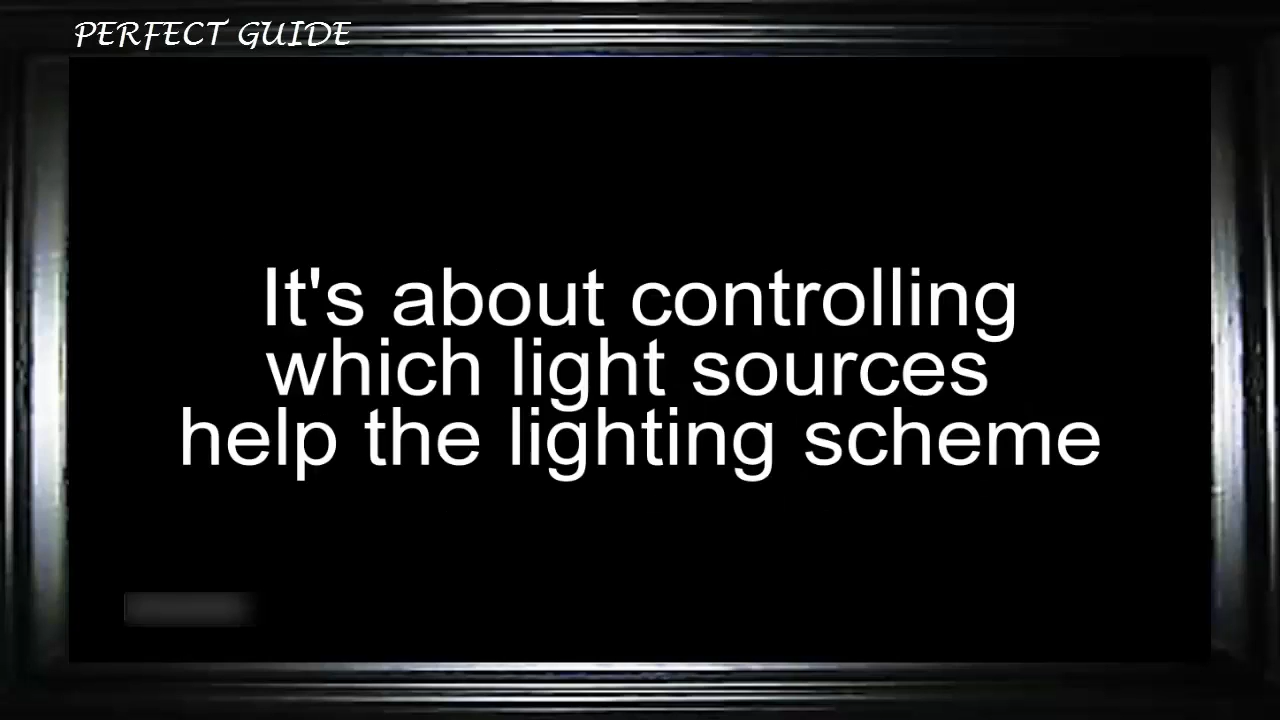 PERFECT GUIDE
It's about controlling
which light sources
help the lighting scheme